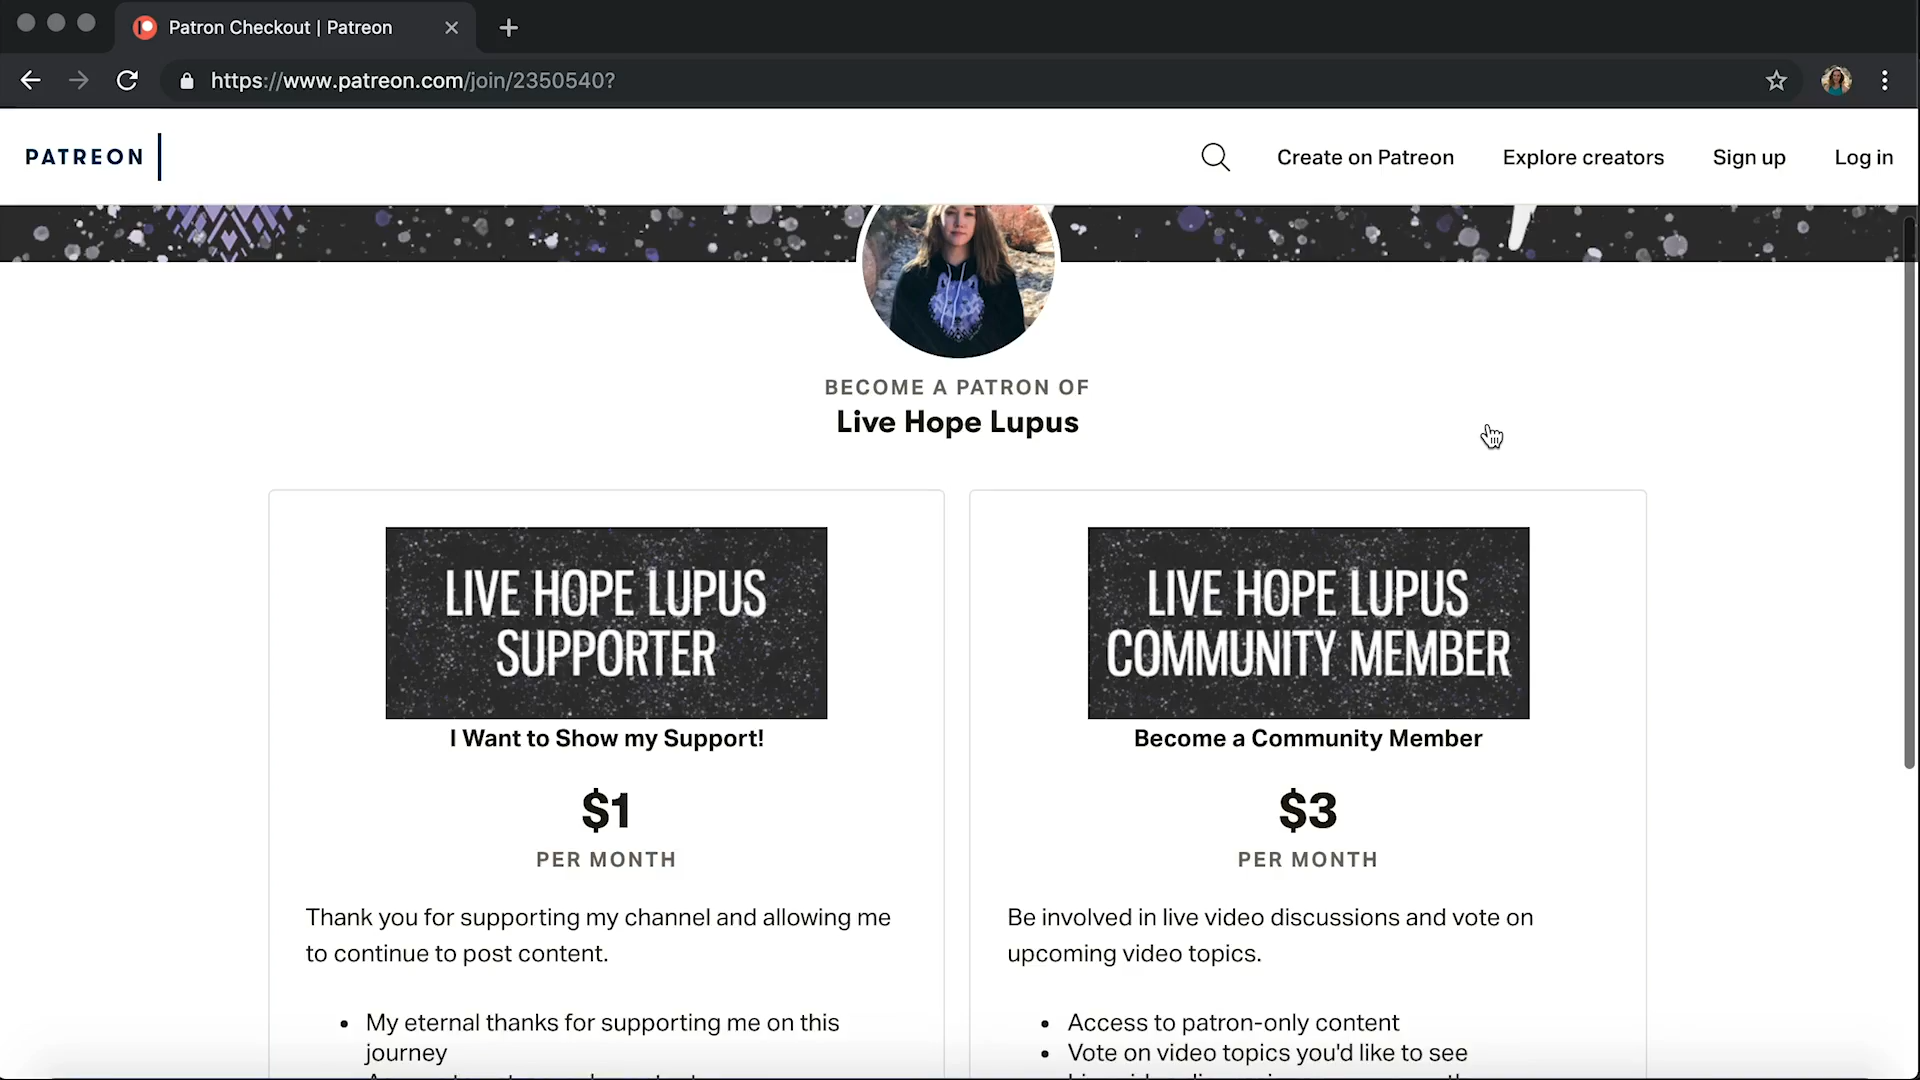 Patron Checkout | Patreon
https://www.patreon.com/join/2350540?
PATREON
Create on Patreon
Explore creators
Sign up
Log in
BECOME A PATRON OF
Live Hope Lupus
LIVE HOPE LUPUS
SUPPORTER
I Want to Show my Support!
$1
PER MONTH
Thank you for supporting my channel and allowing me
to continue to post content.
• My eternal thanks for supporting me on this
journey
LIVE HOPE LUPUS
COMMUNITY MEMBER
Become a Community Member
$3
PER MONTH
Be involved in live video discussions and vote on
upcoming video topics.
• Access to patron-only content
• Vote on video topics you'd like to see